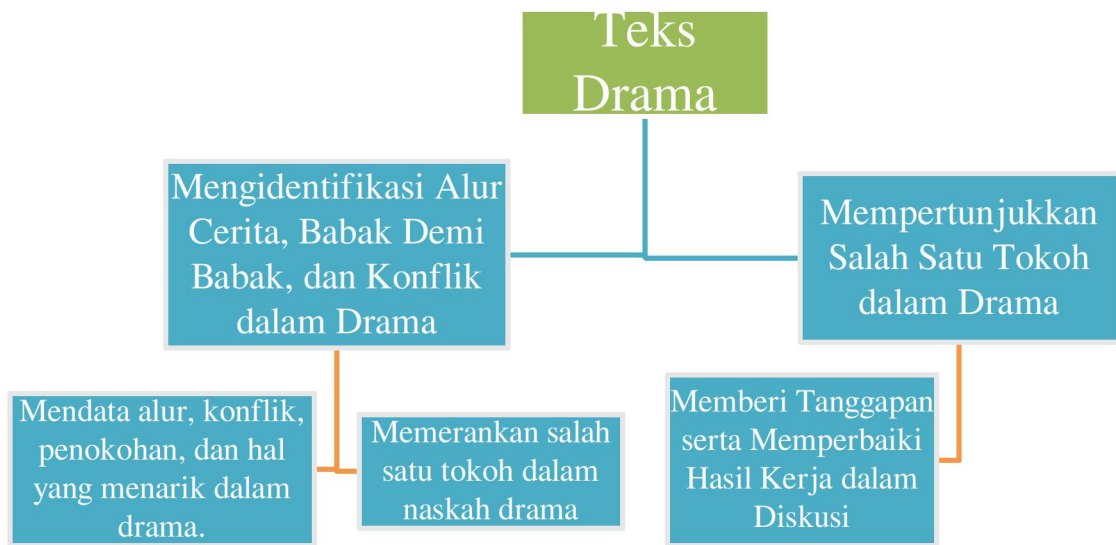 Teks
Drama
Mengidentifikasi Alur
Cerita, Babak Demi
Babak, dan Konflik
dalam Drama
Mempertunjukkan
Salah Satu Tokoh
dalam Drama
Mendata alur, konflik,
penokohan, dan hal
yang menarik dalam
drama.
Memerankan salah
satu tokoh dalam
naskah drama
Memberi Tanggapan
serta Memperbaiki
Hasil Kerja dalam
Diskusi